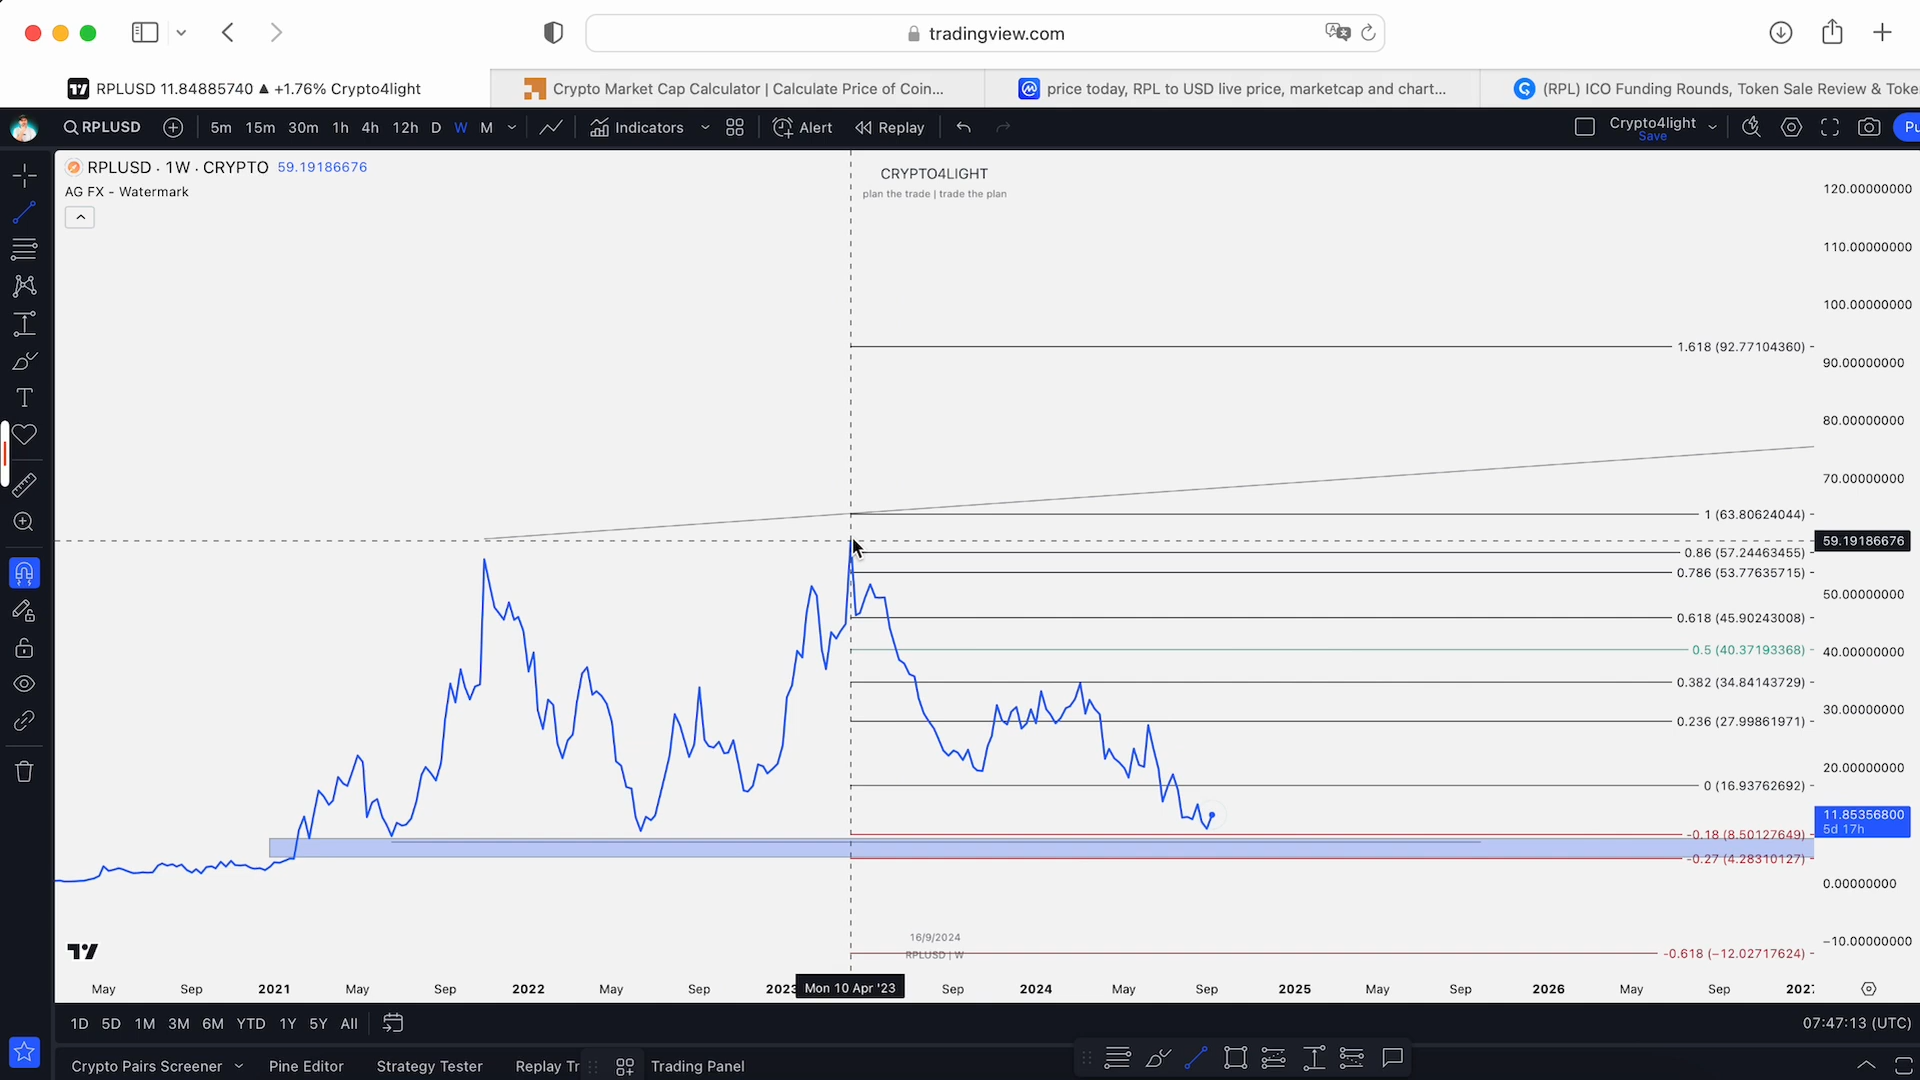 tradingview.com
RPLUSD 11.84885740 ▲ +1.76% Crypto4light
Crypto Market Cap Calculator | Calculate Price of Coin...
price today, RPL to USD live price, marketcap and chart...
(RPL) ICO Funding Rounds, Token Sale Review & Toke
RPLUSD 5m 15m 30m 1h 4h 12h D W M Indicators Alert Replay Crypto4light Pu
Save
RPLUSD · 1W · CRYPTO 59.19186676
AG FX - Watermark
CRYPTO4LIGHT
plan the trade | trade the plan
120.00000000
110.00000000
100.00000000
1.618 (92.77104360)
90.00000000
80.00000000
70.00000000
1 (63.80624044)
59.19186676
0.86 (57.24463455)
0.786 (53.77635715)
50.00000000
0.618 (45.90243008)
0.5 (40.37193368)
40.00000000
0.382 (34.84143729)
30.00000000
0.236 (27.99861971)
20.00000000
0 (16.93762692)
11.85356800
5d 17h
-0.18 (8.50127649)
-0.27 (4.28310127)
0.00000000
16/9/2024
−10.00000000
RPLUSD | W
-0.618 (−12.02717624)
May Sep 2021 May Sep 2022 May Sep 2023 Mon 10 Apr '23 Sep 2024 May Sep 2025 May Sep 2026 May Sep 202
1D 5D 1M 3M 6M YTD 1Y 5Y All
07:47:13 (UTC)
Crypto Pairs Screener Pine Editor Strategy Tester Replay Tr Trading Panel